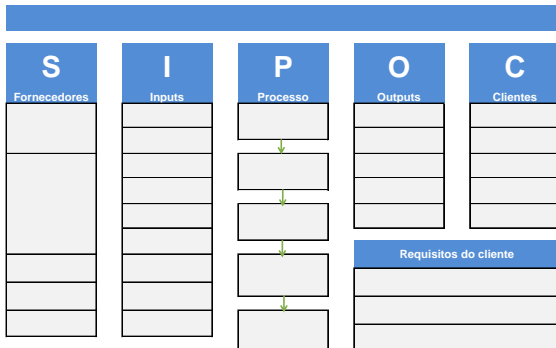 S
Fornecedores
I
Inputs
P
Processo
O
Outputs
C
Clientes
Requisitos do cliente